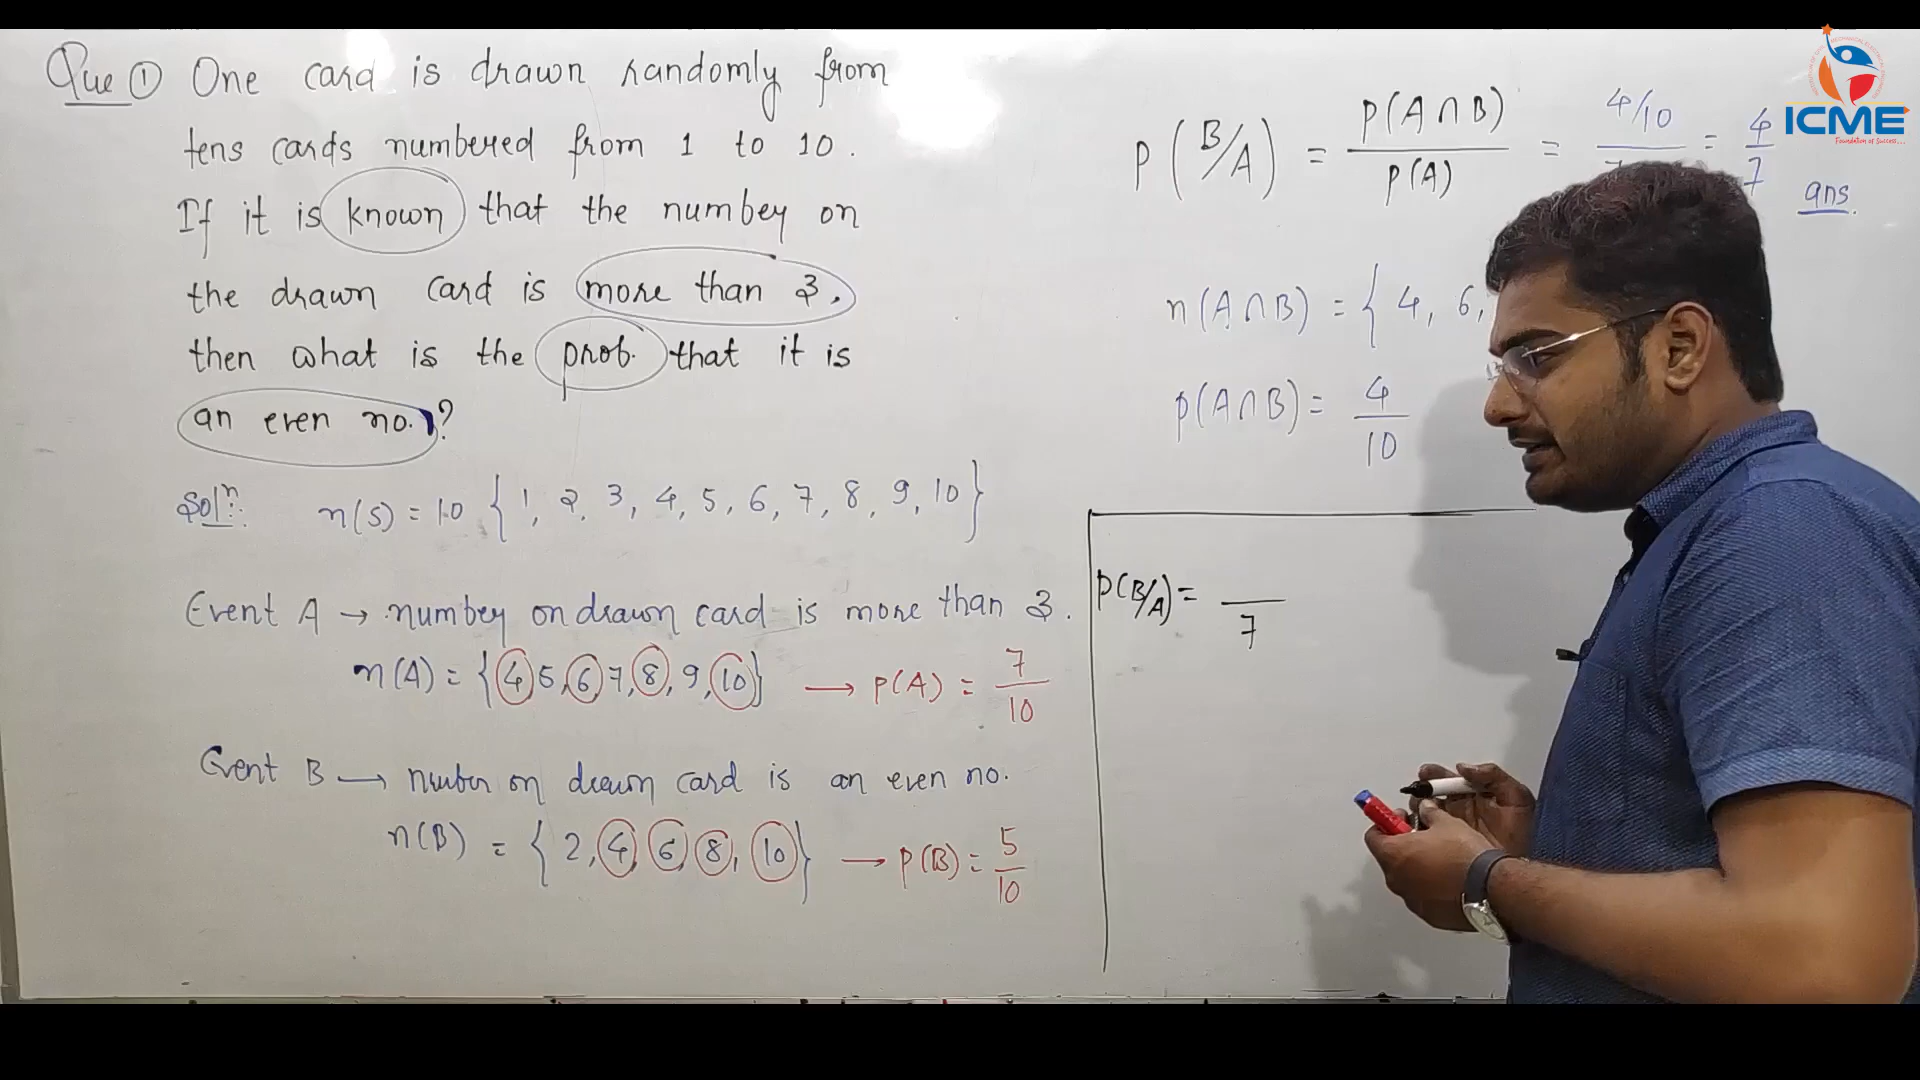 Que ① One card is drawn randomly from
tens cards numbered from 1 to 10.
If it is known that the number on
the drawn card is more than 3.
then what is the prob. that it is
an even no.?
Solⁿ: n(S) = 10 {1, 2, 3, 4, 5, 6, 7, 8, 9, 10}
Event A → number on drawn card is more than 3.
n(A) = {4, 5, 6, 7, 8, 9, 10} → p(A) = 7/10
Event B → number on drawn card is an even no.
n(B) = {2, 4, 6, 8, 10} → p(B) = 5/10
P(B/A) = P(A∩B)/P(A) = 4/10 = 4/7
ans.
n(A∩B) = {4, 6,
p(A∩B) = 4/10
P(B/A) = /7
ICME
Foundation of Success...